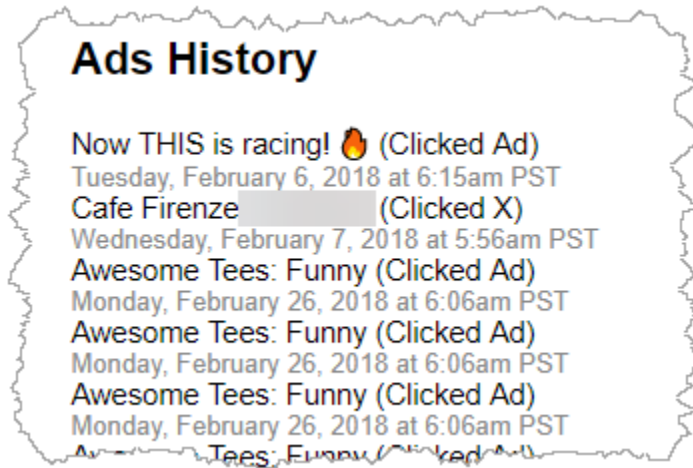 Ads History
Now THIS is racing! 🔥 (Clicked Ad)
Tuesday, February 6, 2018 at 6:15am PST
Cafe Firenze (Clicked X)
Wednesday, February 7, 2018 at 5:56am PST
Awesome Tees: Funny (Clicked Ad)
Monday, February 26, 2018 at 6:06am PST
Awesome Tees: Funny (Clicked Ad)
Monday, February 26, 2018 at 6:06am PST
Awesome Tees: Funny (Clicked Ad)
Monday, February 26, 2018 at 6:06am PST
Tees: Funny